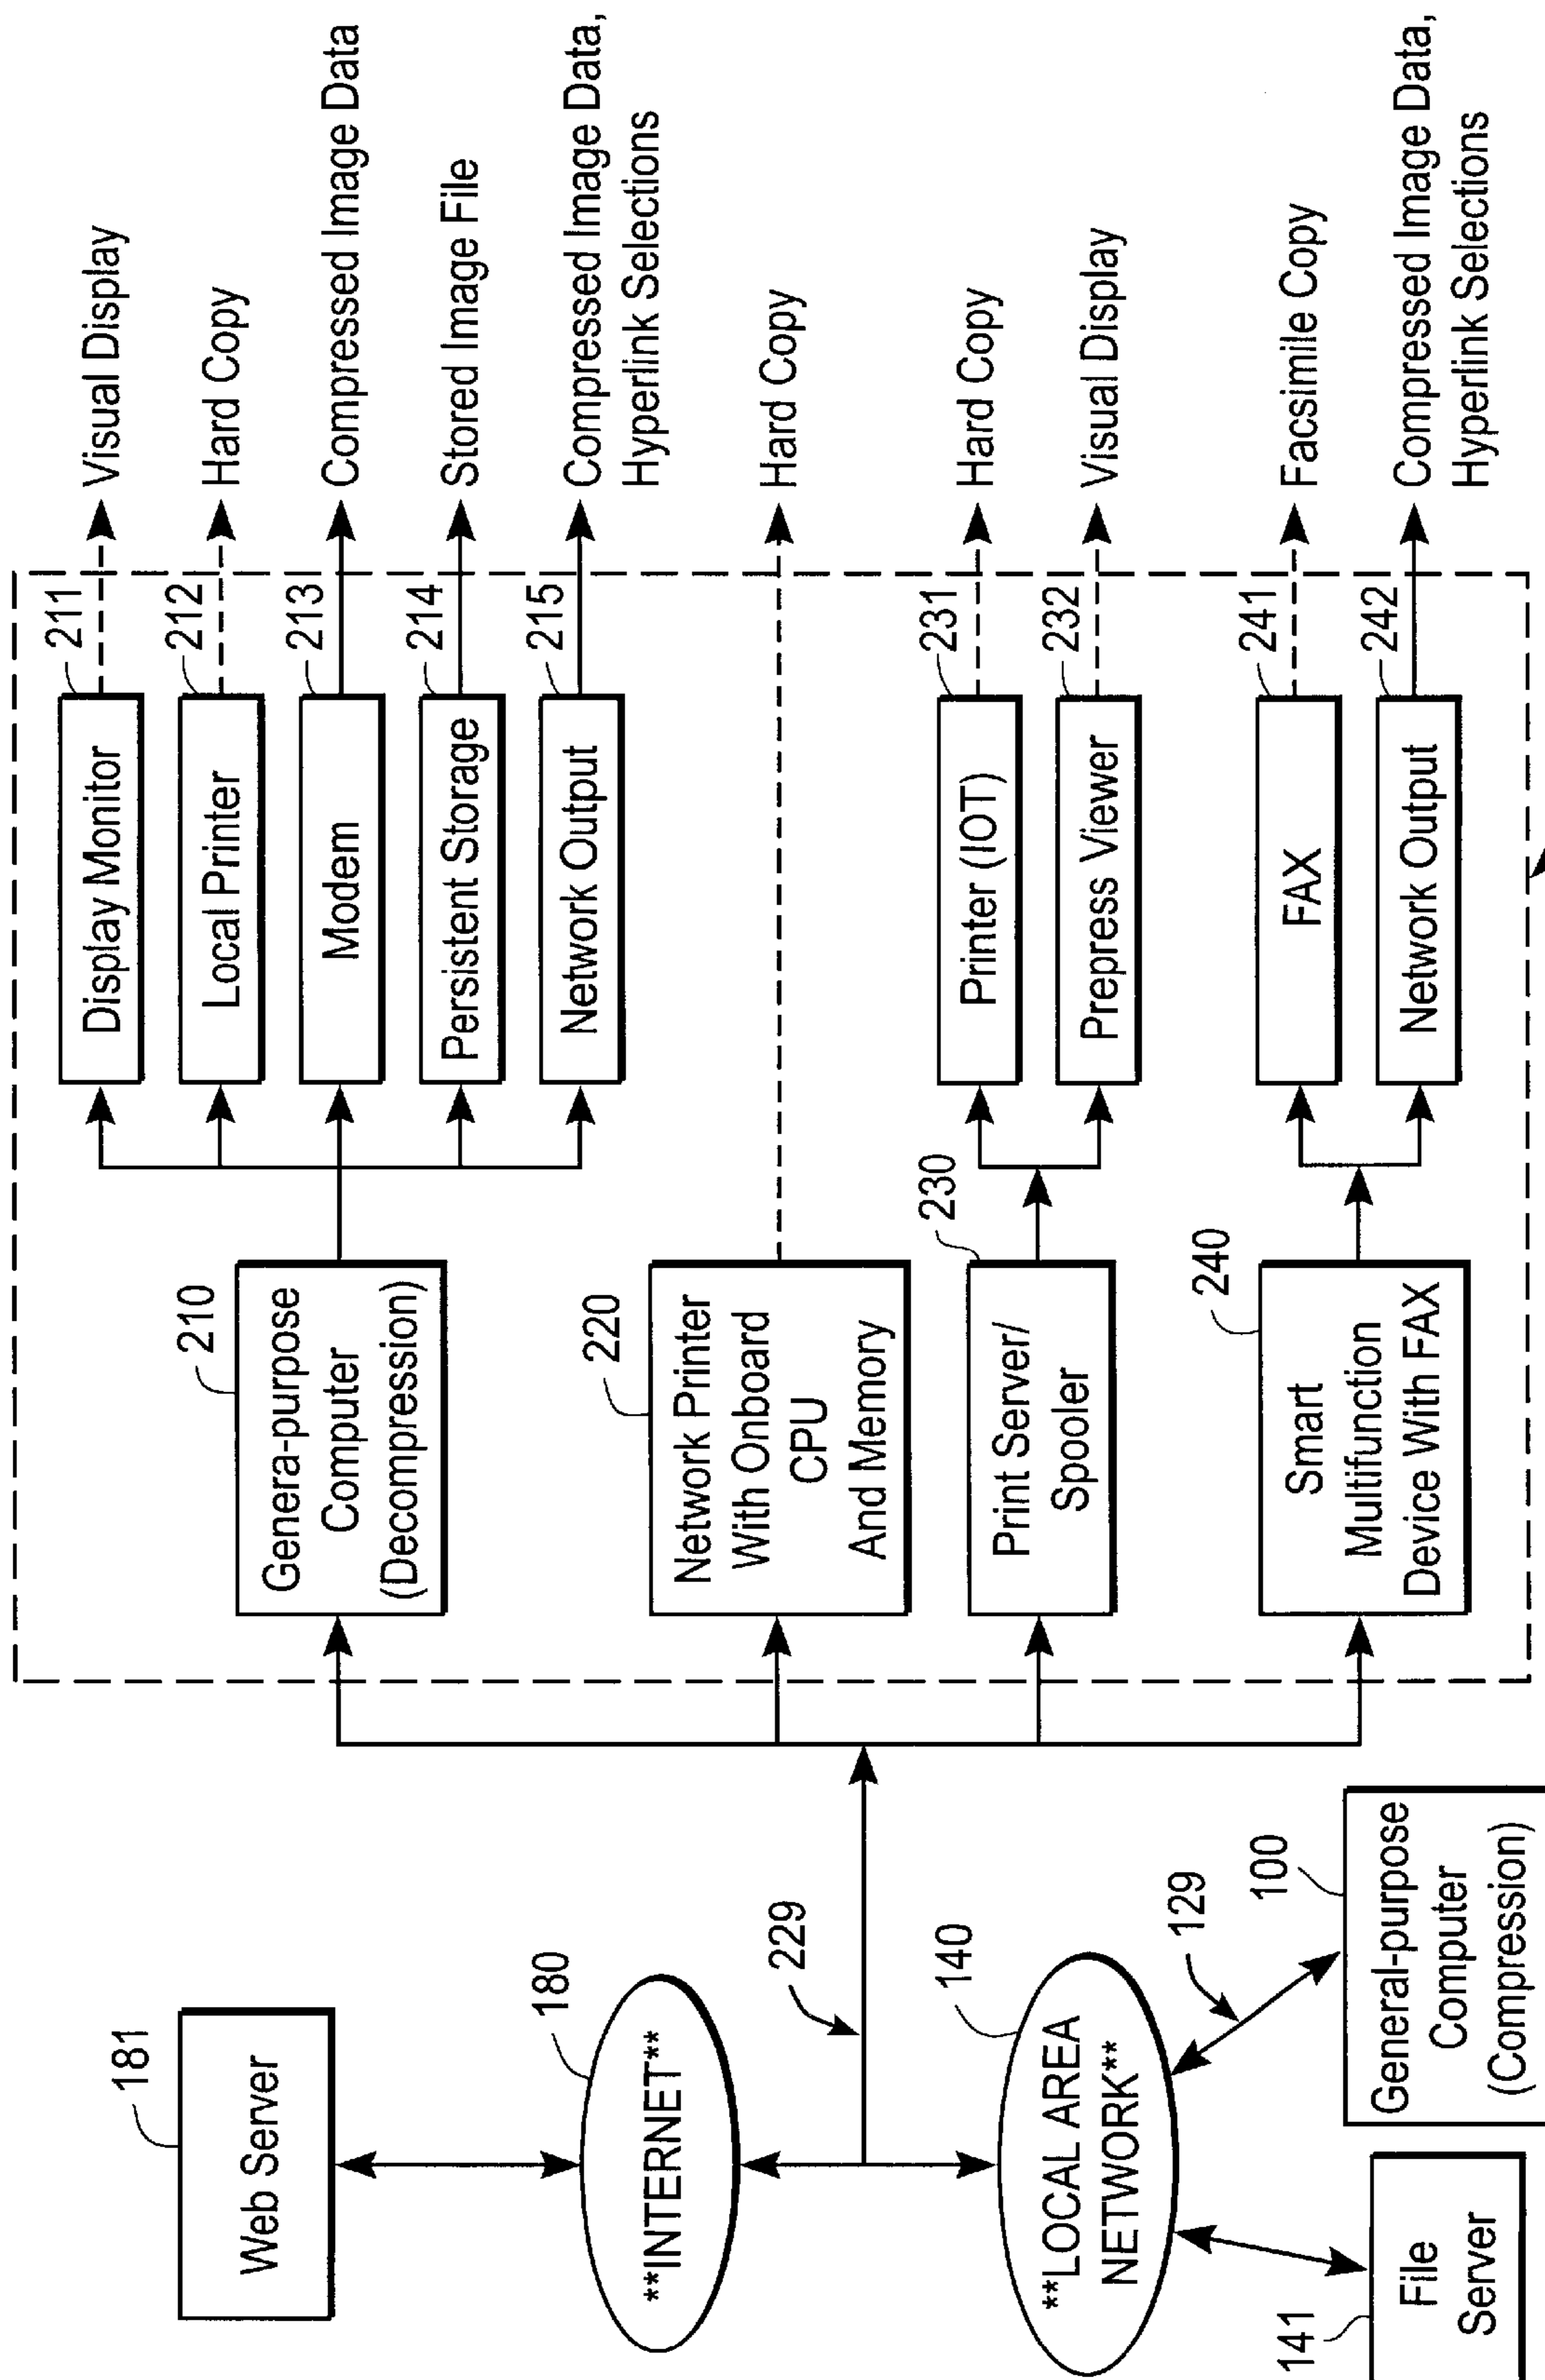 181
Web Server
180
**INTERNET**
229
140
**LOCAL AREA
NETWORK**
129
100
General-purpose
Computer
(Compression)
141
File
Server
210
Genera-purpose
Computer
(Decompression)
220
Network Printer
With Onboard
CPU
And Memory
230
Print Server/
Spooler
240
Smart
Multifunction
Device With FAX
211
Display Monitor
Visual Display
212
Local Printer
Hard Copy
213
Modem
Compressed Image Data
214
Persistent Storage
Stored Image File
215
Network Output
Compressed Image Data,
Hyperlink Selections
Hard Copy
231
Printer (IOT)
Hard Copy
232
Prepress Viewer
Visual Display
241
FAX
Facsimile Copy
242
Network Output
Compressed Image Data,
Hyperlink Selections